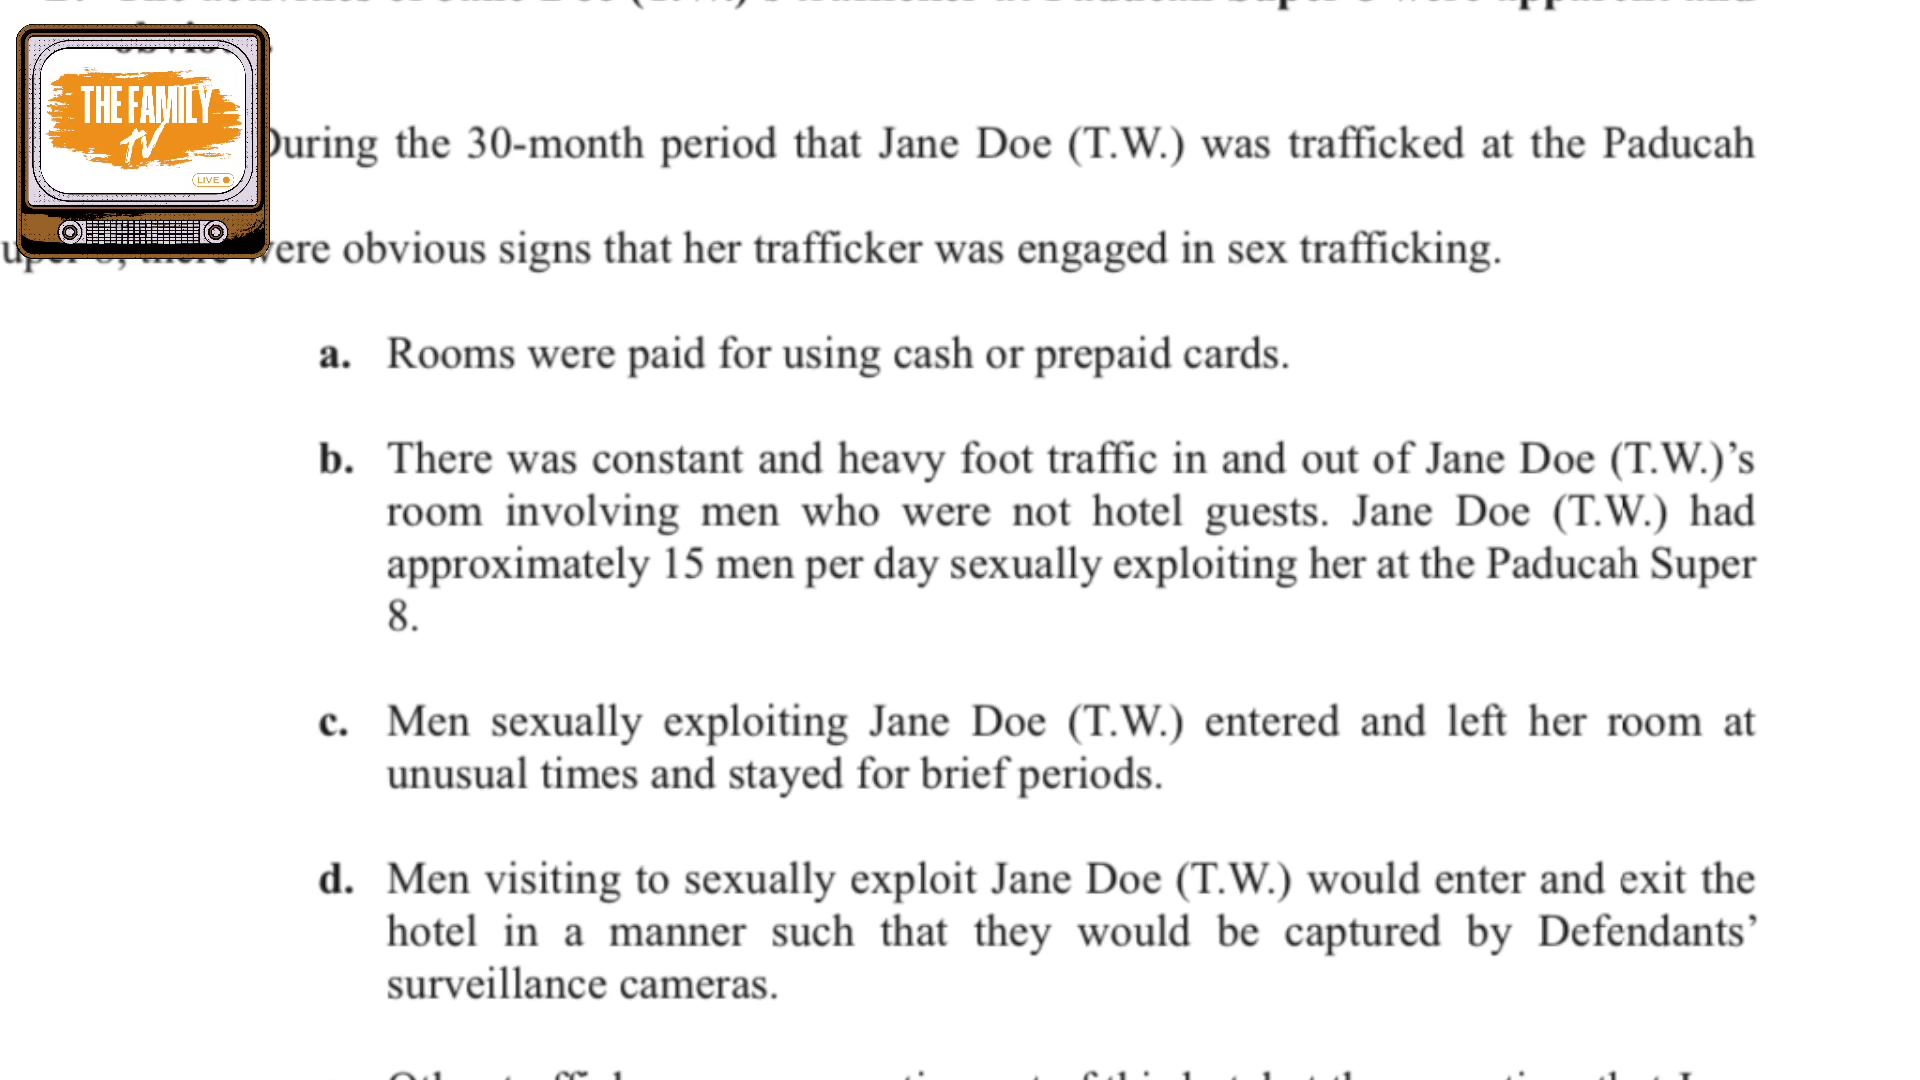 THE FAMILY
TV
LIVE
During the 30-month period that Jane Doe (T.W.) was trafficked at the Paducah
were obvious signs that her trafficker was engaged in sex trafficking.
a. Rooms were paid for using cash or prepaid cards.
b. There was constant and heavy foot traffic in and out of Jane Doe (T.W.)’s
room involving men who were not hotel guests. Jane Doe (T.W.) had
approximately 15 men per day sexually exploiting her at the Paducah Super
8.
c. Men sexually exploiting Jane Doe (T.W.) entered and left her room at
unusual times and stayed for brief periods.
d. Men visiting to sexually exploit Jane Doe (T.W.) would enter and exit the
hotel in a manner such that they would be captured by Defendants’
surveillance cameras.